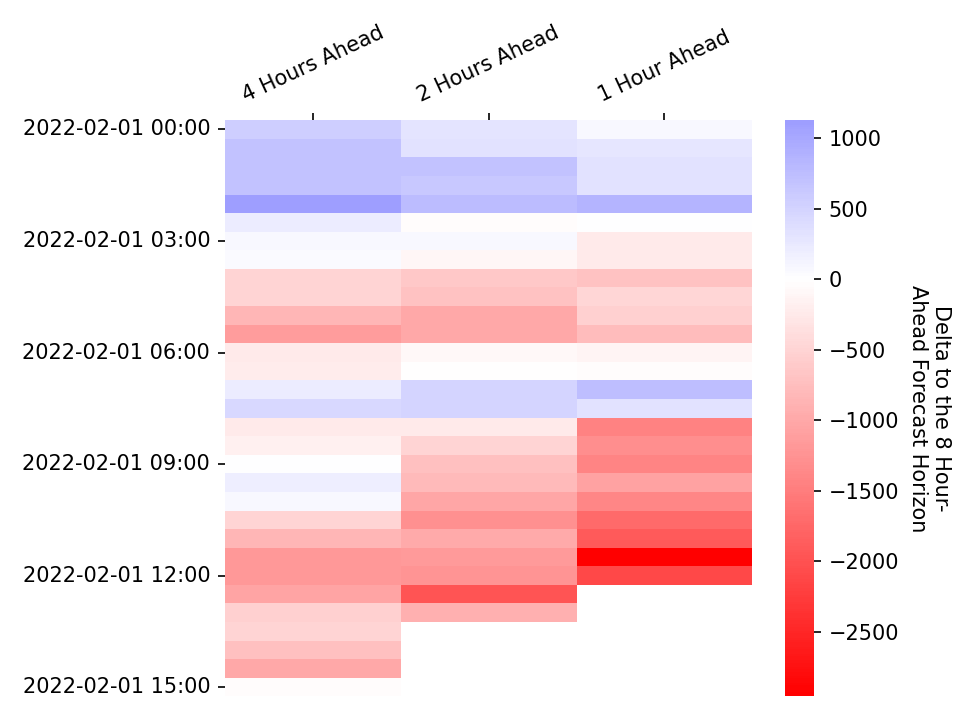 4 Hours Ahead
2 Hours Ahead
1 Hour Ahead
2022-02-01 00:00
2022-02-01 03:00
2022-02-01 06:00
2022-02-01 09:00
2022-02-01 12:00
2022-02-01 15:00
1000
500
0
−500
−1000
−1500
−2000
−2500
Delta to the 8 Hour-
Ahead Forecast Horizon